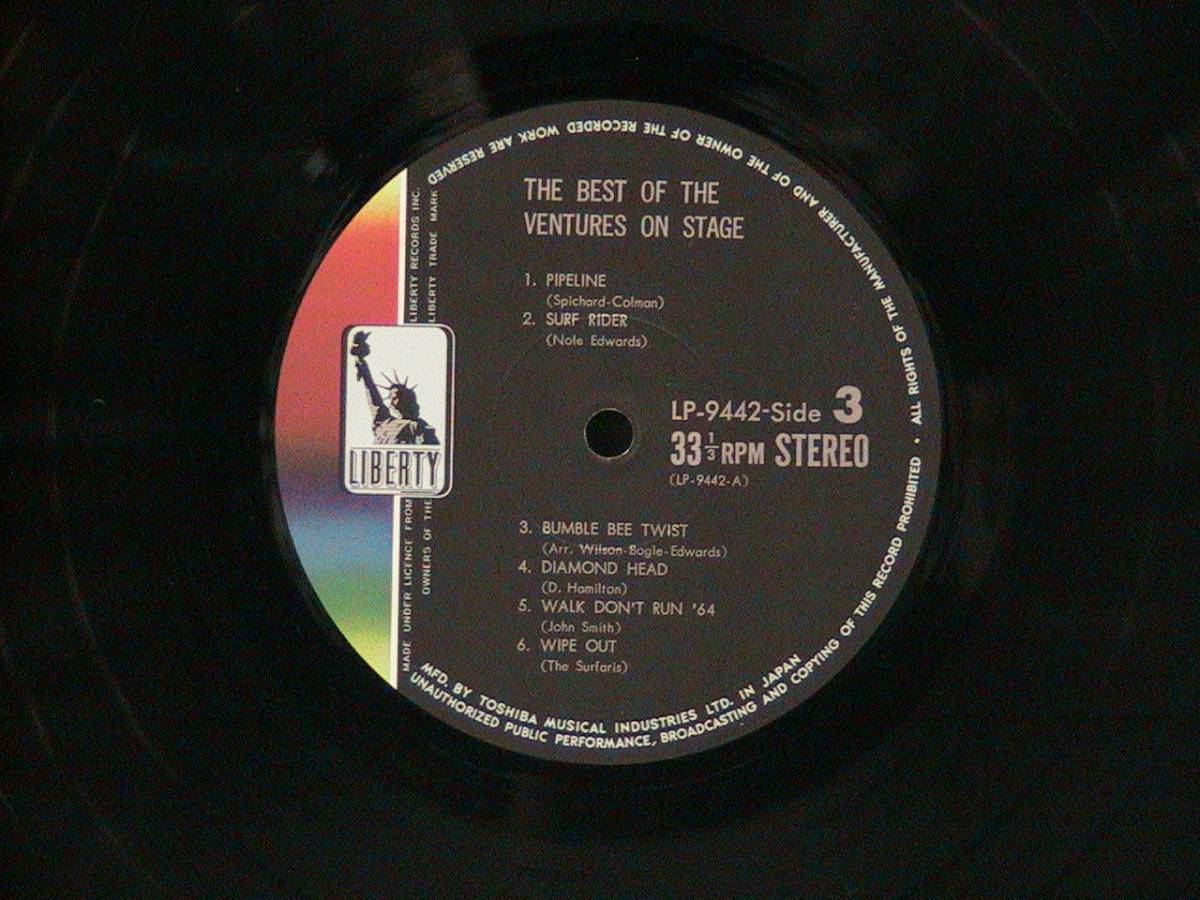 THE BEST OF THE
VENTURES ON STAGE
1. PIPELINE
(Spichard-Colman)
2. SURF RIDER
(Nole Edwards)
LP-9442-Side 3
33 1/3 RPM STEREO
(LP-9442-A)
3. BUMBLE BEE TWIST
(Arr. Wilson-Bogle-Edwards)
4. DIAMOND HEAD
(D. Hamilton)
5. WALK DON'T RUN '64
(John Smith)
6. WIPE OUT
(The Surfaris)
LIBERTY
MADE UNDER LICENCE FROM LIBERTY RECORDS INC.
OWNERS OF THE LIBERTY TRADE MARK
MFD. BY TOSHIBA MUSICAL INDUSTRIES LTD. IN JAPAN
UNAUTHORIZED PUBLIC PERFORMANCE, BROADCASTING AND COPYING OF THIS RECORD PROHIBITED • ALL RIGHTS OF THE MANUFACTURER AND OF THE OWNER OF THE RECORDED WORK ARE RESERVED